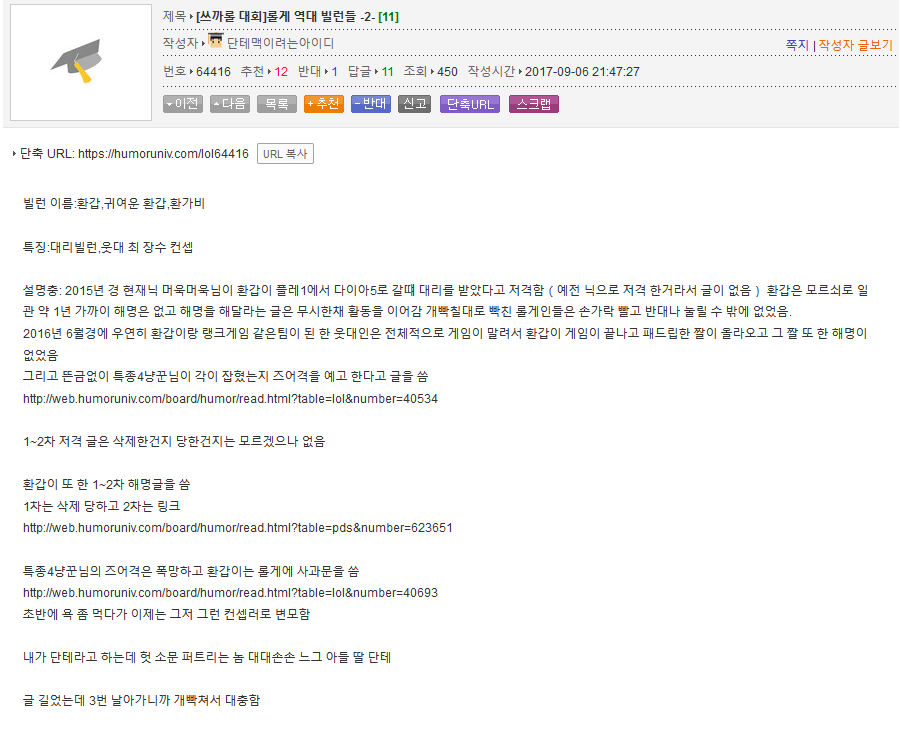 제목 [쓰까롤 대회]롤게 역대 빌런들 -2- [11]
작성자 단테맥이려는아이디
쪽지 | 작성자 글보기
번호 64416 추천 12 반대 1 답글 11 조회 450 작성시간 2017-09-06 21:47:27
이전 다음 목록 +추천 -반대 신고 단축URL 스크랩
단축 URL: https://humoruniv.com/lol64416 URL 복사
빌런 이름:환갑,귀여운 환갑,환가비
특징:대리빌런,웃대 최 장수 컨셉
설명충: 2015년 경 현재닉 머욱머욱님이 환갑이 플레1에서 다이아5로 갈떄 대리를 받았다고 저격함 ( 예전 닉으로 저격 한거라서 글이 없음 ) 환갑은 모르쇠로 일
관 약 1년 가까이 해명은 없고 해명을 해달라는 글은 무시한채 활동을 이어감 개빡칠대로 빡친 롤게인들은 손가락 빨고 반대나 눌릴 수 밖에 없었음.
2016년 6월경에 우연히 환갑이랑 랭크게임 같은팀이 된 한 웃대인은 전체적으로 게임이 말려서 환갑이 게임이 끝나고 패드립한 짤이 올라오고 그 짤 또 한 해명이
없었음
그리고 뜬금없이 특종4냥꾼님이 각이 잡혔는지 즈어격을 예고 한다고 글을 씀
http://web.humoruniv.com/board/humor/read.html?table=lol&number=40534
1~2차 저격 글은 삭제한건지 당한건지는 모르겠으나 없음
환갑이 또 한 1~2차 해명글을 씀
1차는 삭제 당하고 2차는 링크
http://web.humoruniv.com/board/humor/read.html?table=pds&number=623651
특종4냥꾼님의 즈어격은 폭망하고 환갑이는 롤게에 사과문을 씀
http://web.humoruniv.com/board/humor/read.html?table=lol&number=40693
초반에 욕 좀 먹다가 이제는 그저 그런 컨셉러로 변모함
내가 단테라고 하는데 헛 소문 퍼트리는 놈 대대손손 느그 아들 딸 단테
글 길었는데 3번 날아가니까 개빡쳐서 대충함